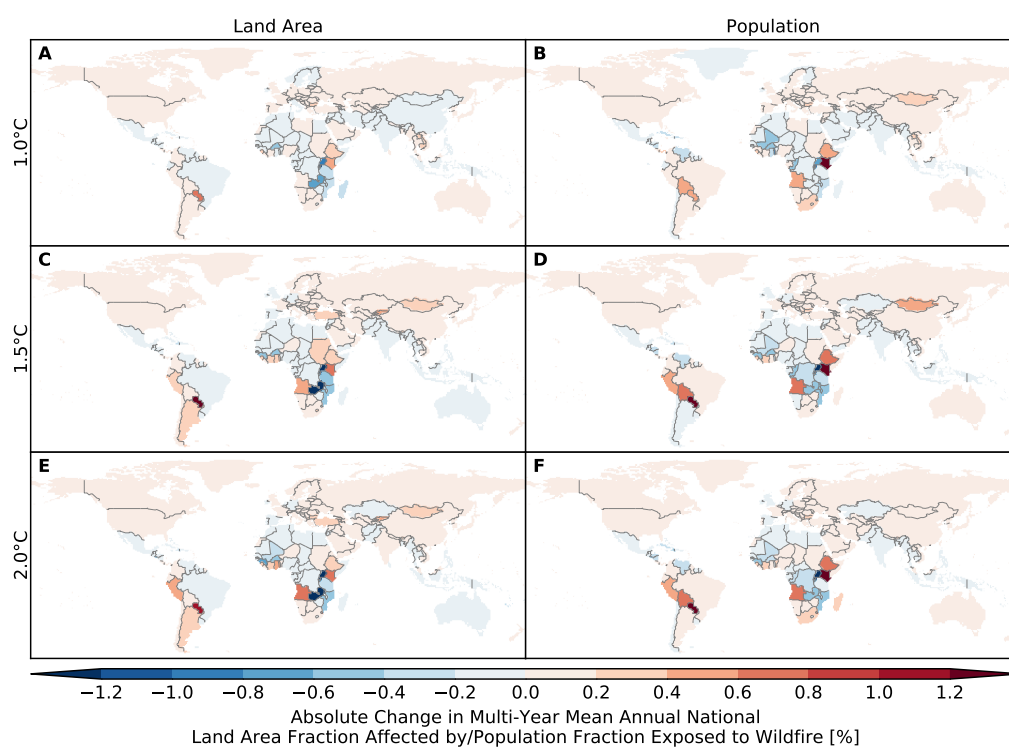 Land Area
Population
A
B
1.0°C
C
D
1.5°C
E
F
2.0°C
−1.2 −1.0 −0.8 −0.6 −0.4 −0.2 0.0 0.2 0.4 0.6 0.8 1.0 1.2
Absolute Change in Multi-Year Mean Annual National
Land Area Fraction Affected by/Population Fraction Exposed to Wildfire [%]